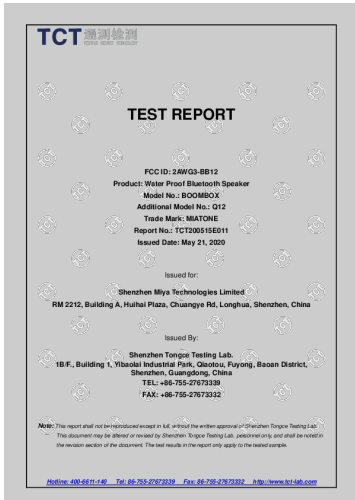 TCT 通测检测
TONGCE TESTING TECHNOLOGY
TEST REPORT
FCC ID: 2AWG3-BB12
Product: Water Proof Bluetooth Speaker
Model No.: BOOMBOX
Additional Model No.: Q12
Trade Mark: MIATONE
Report No.: TCT200515E011
Issued Date: May 21, 2020
Issued for:
Shenzhen Miya Technologies Limited
RM 2212, Building A, Huihai Plaza, Chuangye Rd, Longhua, Shenzhen, China
Issued By:
Shenzhen Tongce Testing Lab.
1B/F., Building 1, Yibaolai Industrial Park, Qiaotou, Fuyong, Baoan District,
Shenzhen, Guangdong, China
TEL: +86-755-27673339
FAX: +86-755-27673332
Note: This report shall not be reproduced except in full, without the written approval of Shenzhen Tongce Testing Lab.
This document may be altered or revised by Shenzhen Tongce Testing Lab. personnel only, and shall be noted in
the revision section of the document. The test results in the report only apply to the tested sample.
Hotline: 400-6611-140 Tel: 86-755-27673339 Fax: 86-755-27673332 http://www.tct-lab.com